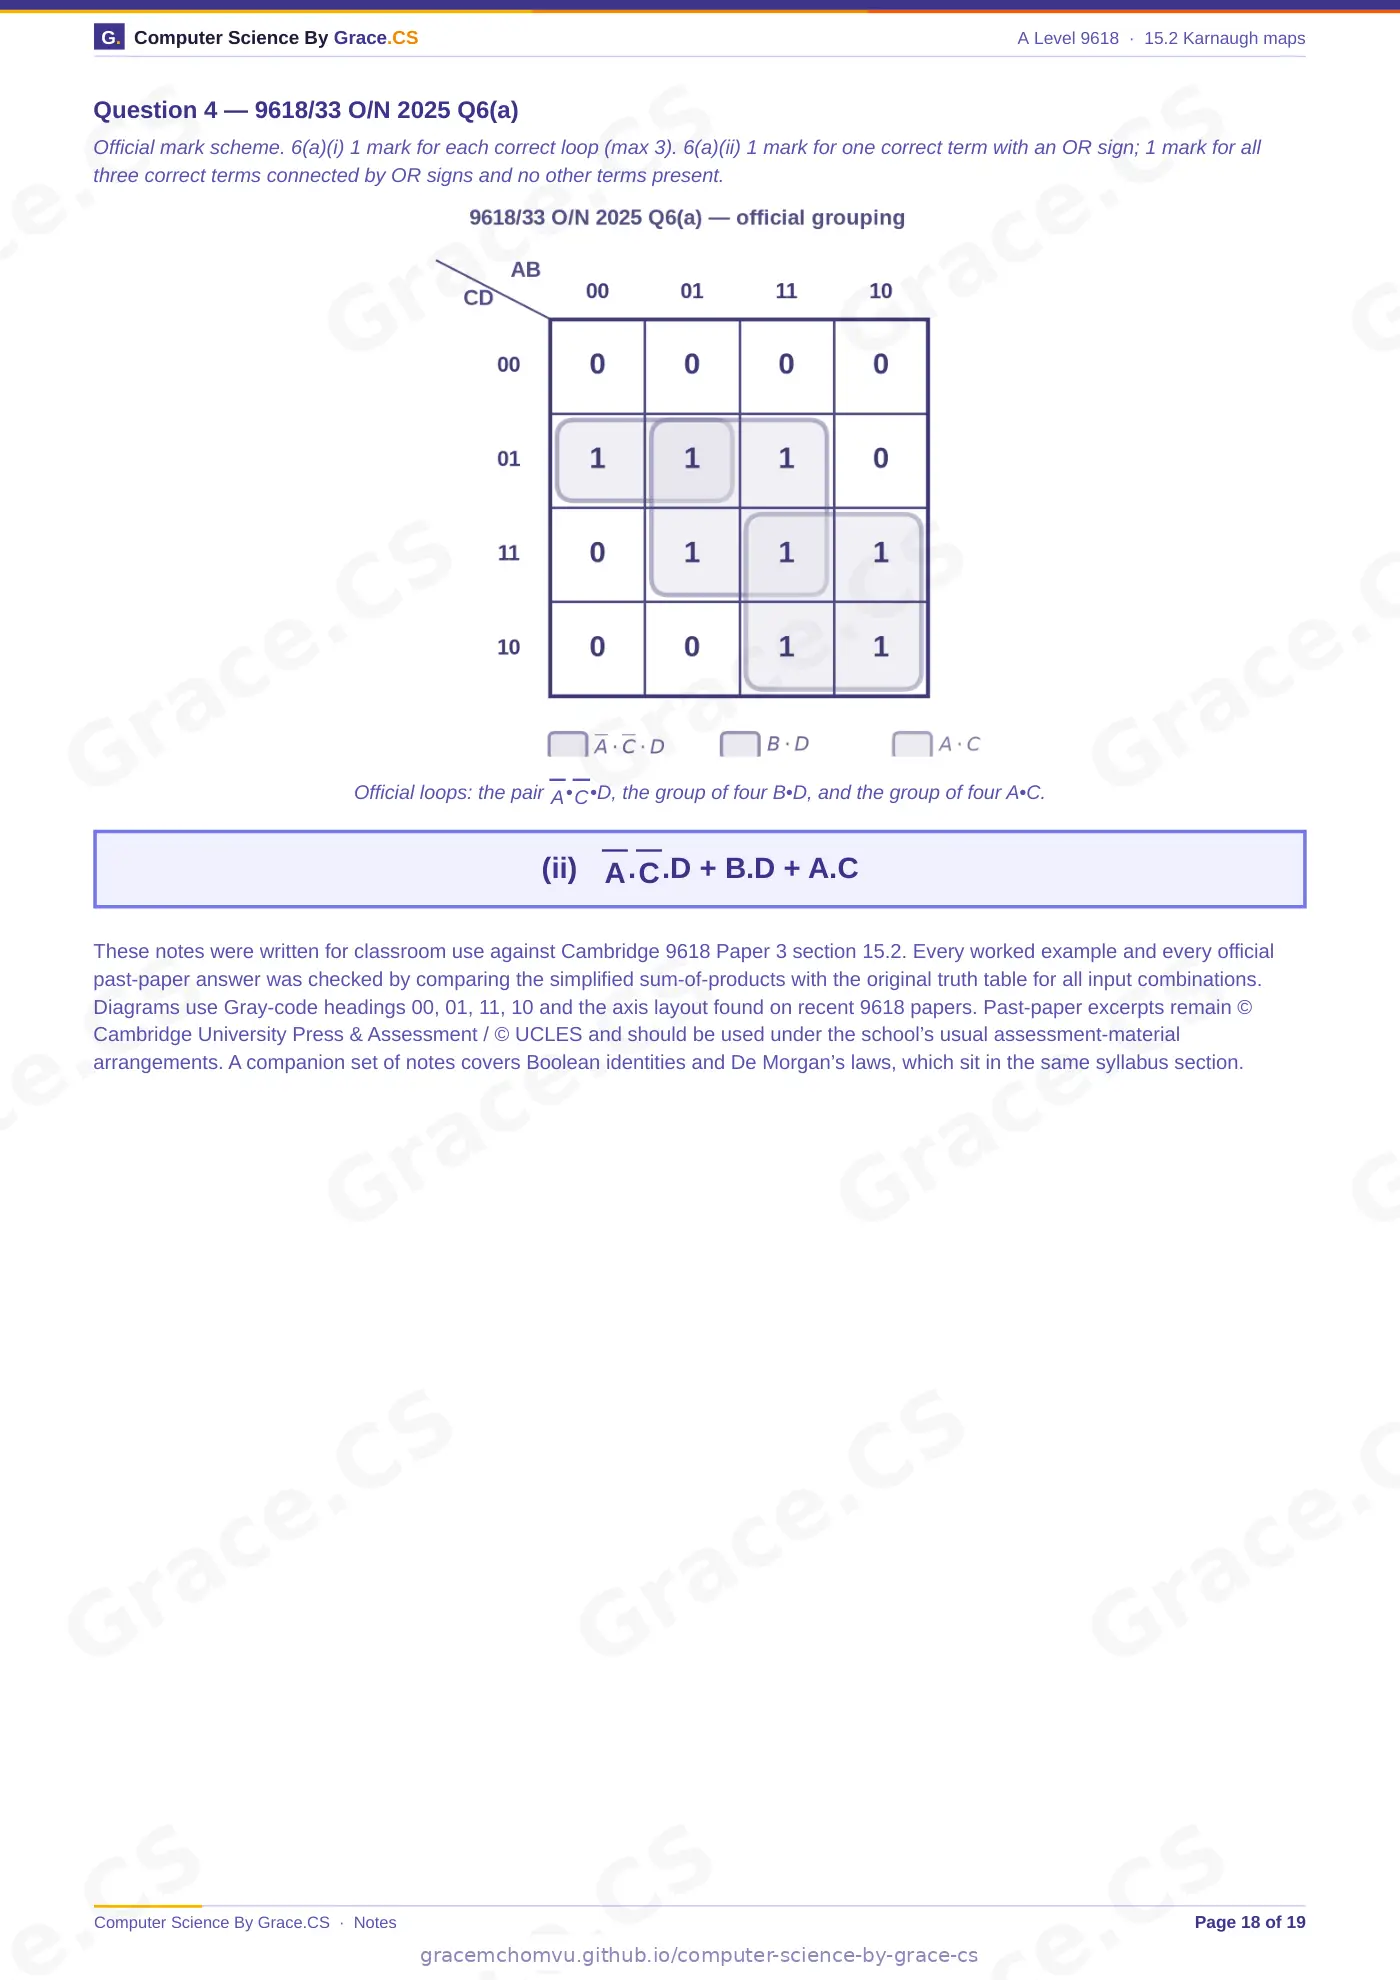 G. Computer Science By Grace.CS
A Level 9618 · 15.2 Karnaugh maps
Question 4 — 9618/33 O/N 2025 Q6(a)
Official mark scheme. 6(a)(i) 1 mark for each correct loop (max 3). 6(a)(ii) 1 mark for one correct term with an OR sign; 1 mark for all
three correct terms connected by OR signs and no other terms present.
9618/33 O/N 2025 Q6(a) — official grouping
AB
CD
00 01 11 10
00 0 0 0 0
01 1 1 1 0
11 0 1 1 1
10 0 0 1 1
A̅ · C̅ · D B · D A · C
Official loops: the pair A̅•C̅•D, the group of four B•D, and the group of four A•C.
(ii) A̅.C̅.D + B.D + A.C
These notes were written for classroom use against Cambridge 9618 Paper 3 section 15.2. Every worked example and every official
past-paper answer was checked by comparing the simplified sum-of-products with the original truth table for all input combinations.
Diagrams use Gray-code headings 00, 01, 11, 10 and the axis layout found on recent 9618 papers. Past-paper excerpts remain ©
Cambridge University Press & Assessment / © UCLES and should be used under the school’s usual assessment-material
arrangements. A companion set of notes covers Boolean identities and De Morgan’s laws, which sit in the same syllabus section.
Computer Science By Grace.CS · Notes
Page 18 of 19
gracemchomvu.github.io/computer-science-by-grace-cs